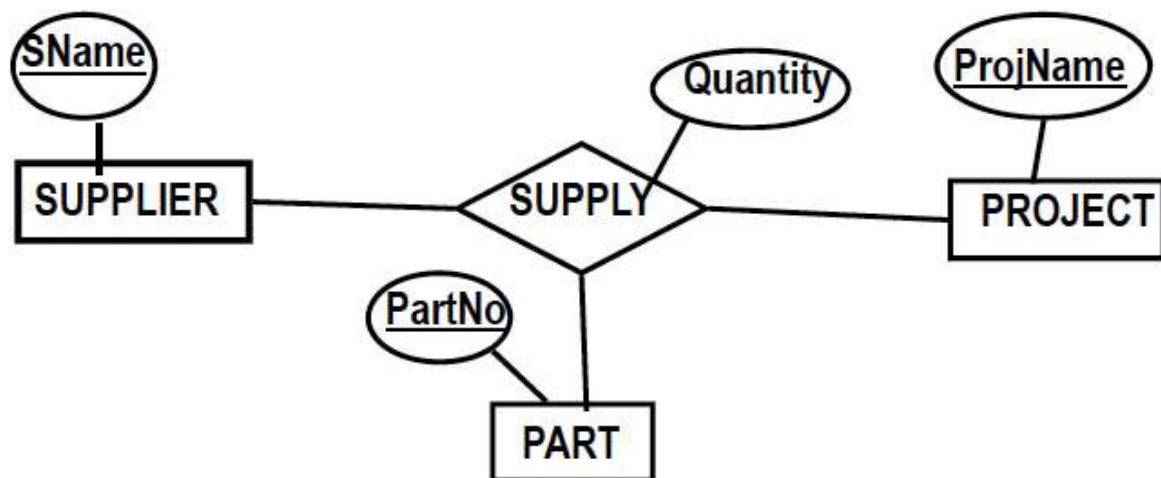 SName
Quantity
ProjName
SUPPLIER
SUPPLY
PROJECT
PartNo
PART